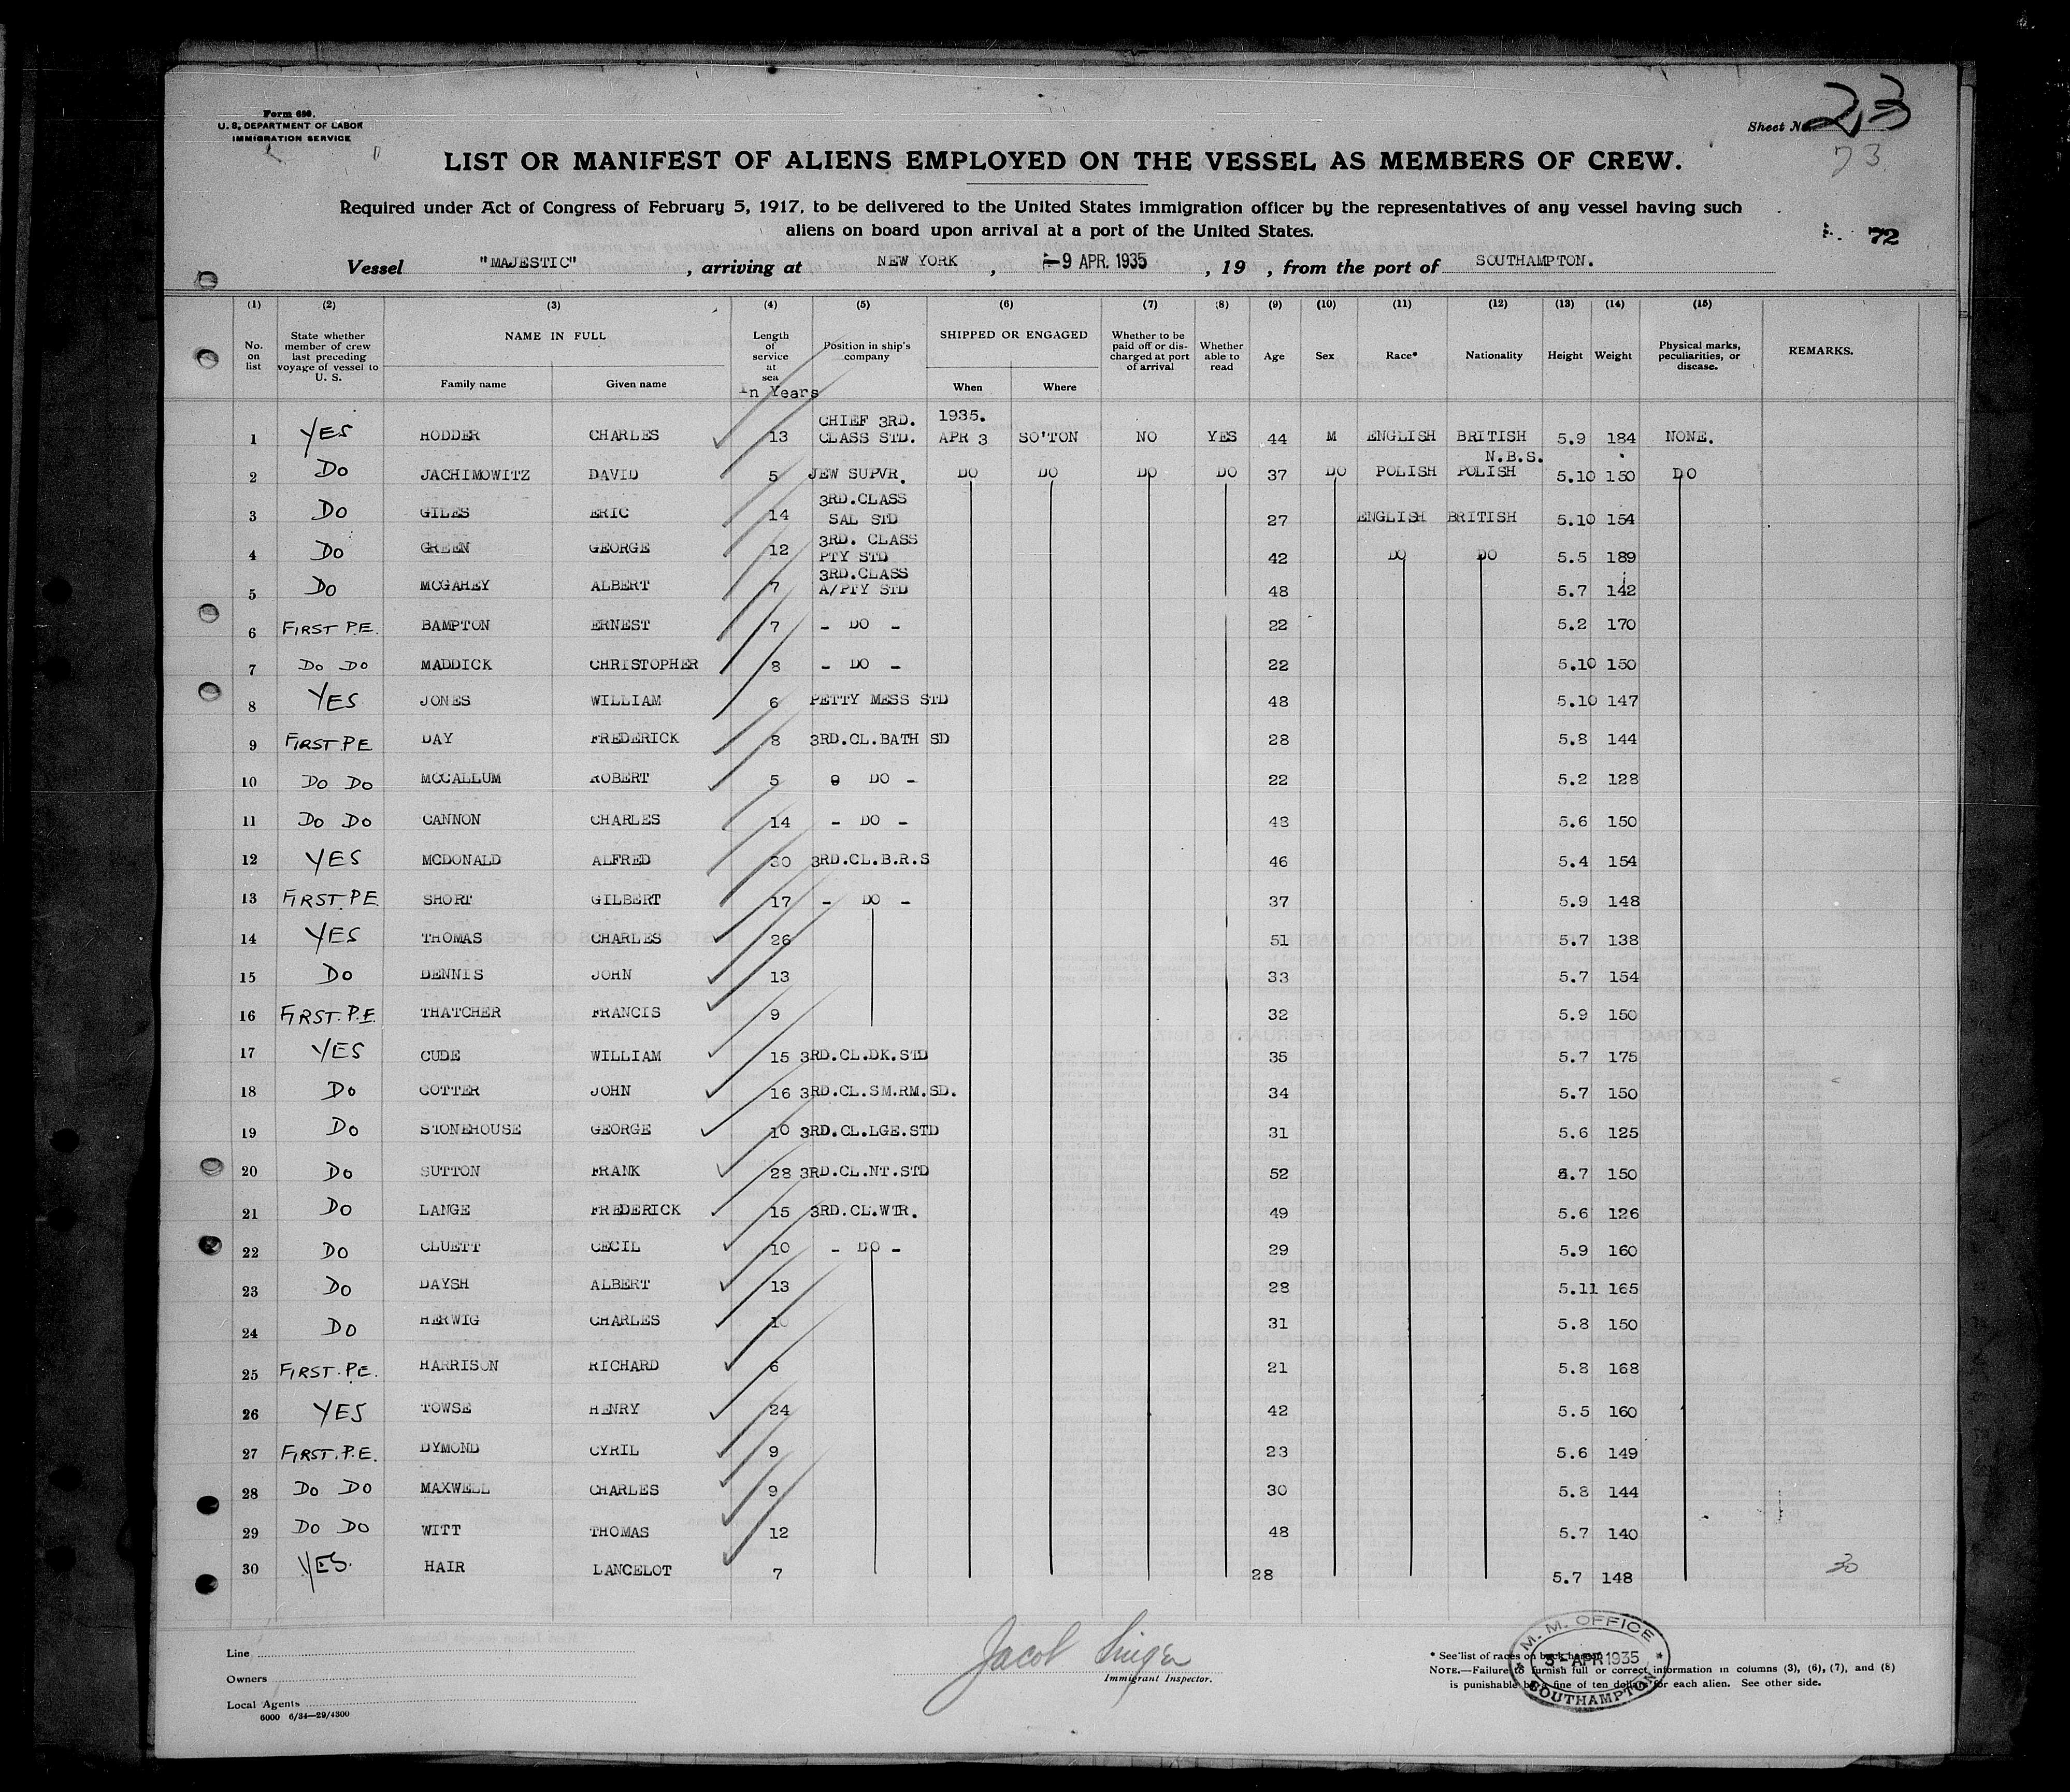 Form 680.
U. S. DEPARTMENT OF LABOR
IMMIGRATION SERVICE
Sheet No. 23
73
LIST OR MANIFEST OF ALIENS EMPLOYED ON THE VESSEL AS MEMBERS OF CREW.
Required under Act of Congress of February 5, 1917, to be delivered to the United States immigration officer by the representatives of any vessel having such
aliens on board upon arrival at a port of the United States.
72
Vessel "MAJESTIC", arriving at NEW YORK, -9 APR. 1935, 19 , from the port of SOUTHAMPTON.
(1) (2) (3) (4) (5) (6) (7) (8) (9) (10) (11) (12) (13) (14) (15)
No. on list State whether member of crew last preceding voyage of vessel to U. S. NAME IN FULL Length of service at sea In Years Position in ship's company SHIPPED OR ENGAGED Whether to be paid off or discharged at port of arrival Whether able to read Age Sex Race* Nationality Height Weight Physical marks, peculiarities, or disease. REMARKS.
Family name Given name When Where
1 YES HODDER CHARLES 13 CHIEF 3RD. CLASS STD. 1935. APR 3 SO'TON NO YES 44 M ENGLISH BRITISH 5.9 184 NONE.
2 DO JACHIMOWITZ DAVID 5 JEW SUPVR. DO DO DO DO 37 DO POLISH N.B.S. POLISH 5.10 150 DO
3 DO GILES ERIC 14 3RD.CLASS SAL STD 27 ENGLISH BRITISH 5.10 154
4 DO GREEN GEORGE 12 3RD. CLASS PTY STD 42 DO DO 5.5 189
5 DO MCGAHEY ALBERT 7 3RD.CLASS A/PTY STD 48 5.7 142
6 FIRST P.E. BAMPTON ERNEST 7 - DO - 22 5.2 170
7 DO DO MADDICK CHRISTOPHER 8 - DO - 22 5.10 150
8 YES JONES WILLIAM 6 PETTY MESS STD 48 5.10 147
9 FIRST P.E DAY FREDERICK 8 3RD.CL.BATH SD 28 5.8 144
10 DO DO MCCALLUM ROBERT 5 DO - 22 5.2 128
11 DO DO CANNON CHARLES 14 - DO - 43 5.6 150
12 YES MCDONALD ALFRED 30 3RD.CL.B.R.S 46 5.4 154
13 FIRST.P.E. SHORT GILBERT 17 - DO - 37 5.9 148
14 YES THOMAS CHARLES 26 51 5.7 138
15 DO DENNIS JOHN 13 33 5.7 154
16 FIRST.P.E. THATCHER FRANCIS 9 32 5.9 150
17 YES CUDE WILLIAM 15 3RD.CL.DK.STD 35 5.7 175
18 DO COTTER JOHN 16 3RD.CL.SM.RM.SD. 34 5.7 150
19 DO STONEHOUSE GEORGE 10 3RD.CL.LGE.STD 31 5.6 125
20 DO SUTTON FRANK 28 3RD.CL.NT.STD 52 5.7 150
21 DO LANGE FREDERICK 15 3RD.CL.WTR. 49 5.6 126
22 DO CLUETT CECIL 10 - DO - 29 5.9 160
23 DO DAYSH ALBERT 13 28 5.11 165
24 DO HERWIG CHARLES 10 31 5.8 150
25 FIRST.P.E. HARRISON RICHARD 6 21 5.8 168
26 YES TOWSE HENRY 24 42 5.5 160
27 FIRST.P.E. DYMOND CYRIL 9 23 5.6 149
28 DO DO MAXWELL CHARLES 9 30 5.8 144
29 DO DO WITT THOMAS 12 48 5.7 140
30 YES. HAIR LANCELOT 7 28 5.7 148 30
Line
Owners
Local Agents
6000 6/34—29/4300
Jacob Singer
Immigrant Inspector.
* See list of races on back hereof.
NOTE.—Failure to furnish full or correct information in columns (3), (6), (7), and (8)
is punishable by a fine of ten dollars for each alien. See other side.
M. M. OFFICE
3 - APR 1935
SOUTHAMPTON